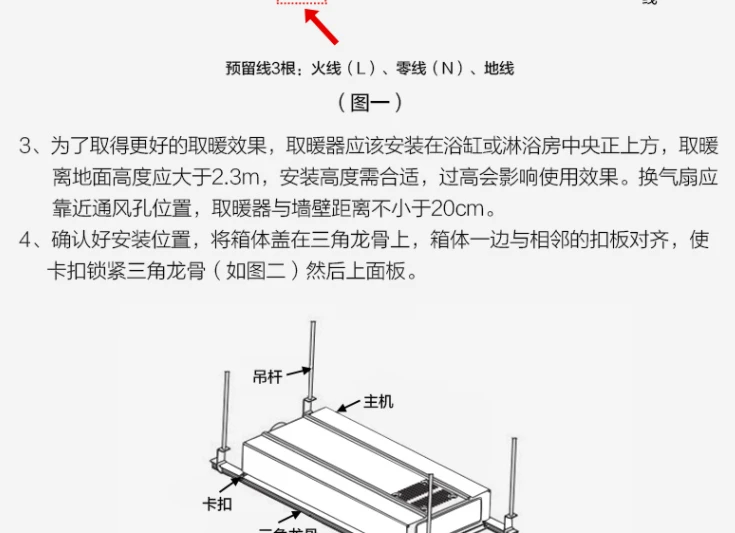 预留线3根：火线（L）、零线（N）、地线
（图一）
3、为了取得更好的取暖效果，取暖器应该安装在浴缸或淋浴房中央正上方，取暖
离地面高度应大于2.3m，安装高度需合适，过高会影响使用效果。换气扇应
靠近通风孔位置，取暖器与墙壁距离不小于20cm。
4、确认好安装位置，将箱体盖在三角龙骨上，箱体一边与相邻的扣板对齐，使
卡扣锁紧三角龙骨（如图二）然后上面板。
吊杆
主机
卡扣
三角龙骨